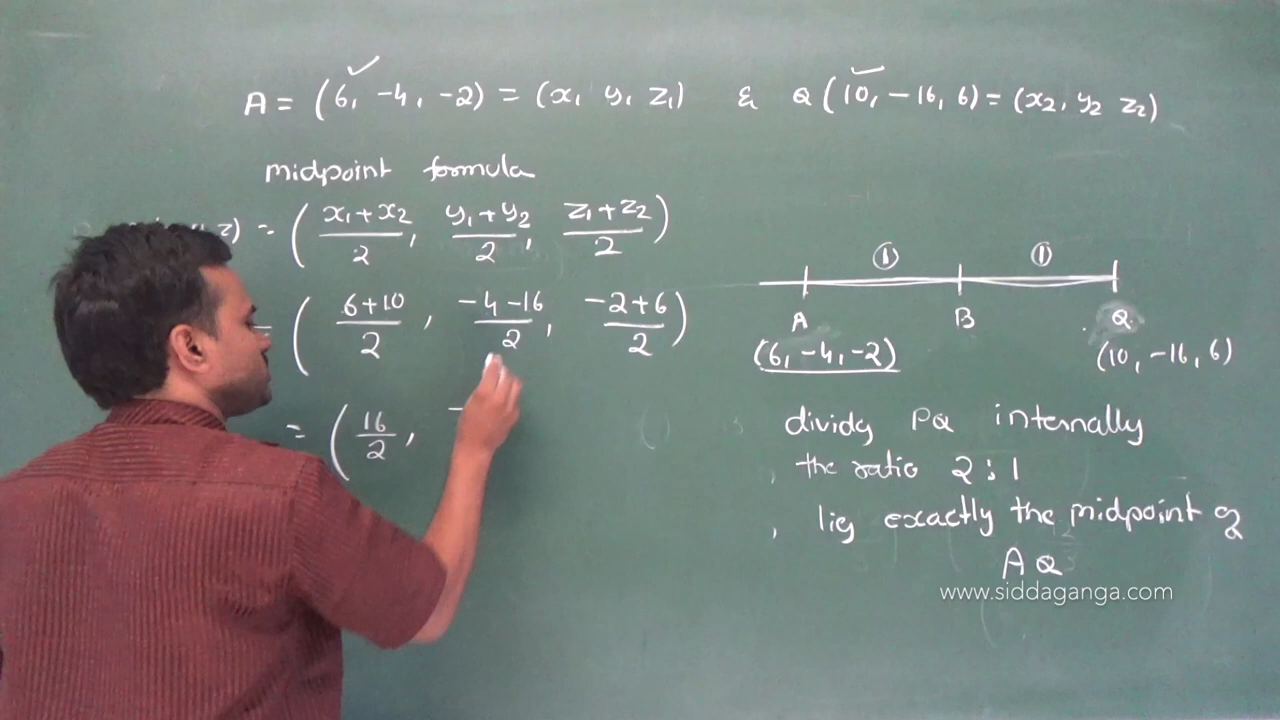 A = (6, -4, -2) = (x₁ y₁ z₁) & Q (10, -16, 6) = (x₂, y₂ z₂)
midpoint formula
z) = ( x₁+x₂/2, y₁+y₂/2, z₁+z₂/2 )
= ( 6+10/2, -4-16/2, -2+6/2 )
= ( 16/2, -
① ①
A B Q
(6, -4, -2) (10, -16, 6)
divides PQ internally
the ratio 2:1
, lies exactly the midpoint of
AQ
www.siddaganga.com